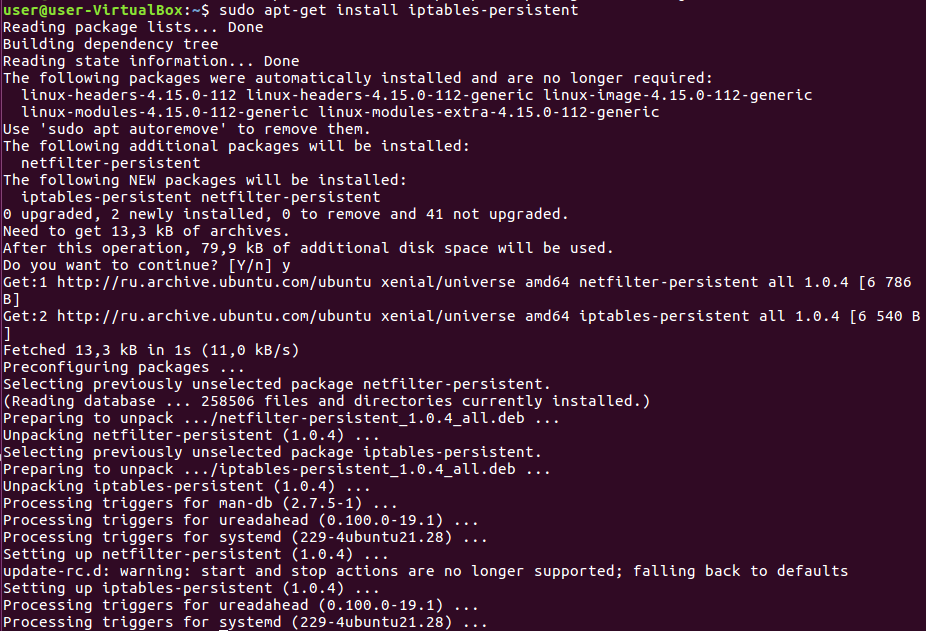 user@user-VirtualBox:~$ sudo apt-get install iptables-persistent
Reading package lists... Done
Building dependency tree
Reading state information... Done
The following packages were automatically installed and are no longer required:
  linux-headers-4.15.0-112 linux-headers-4.15.0-112-generic linux-image-4.15.0-112-generic
  linux-modules-4.15.0-112-generic linux-modules-extra-4.15.0-112-generic
Use 'sudo apt autoremove' to remove them.
The following additional packages will be installed:
  netfilter-persistent
The following NEW packages will be installed:
  iptables-persistent netfilter-persistent
0 upgraded, 2 newly installed, 0 to remove and 41 not upgraded.
Need to get 13,3 kB of archives.
After this operation, 79,9 kB of additional disk space will be used.
Do you want to continue? [Y/n] y
Get:1 http://ru.archive.ubuntu.com/ubuntu xenial/universe amd64 netfilter-persistent all 1.0.4 [6 786
B]
Get:2 http://ru.archive.ubuntu.com/ubuntu xenial/universe amd64 iptables-persistent all 1.0.4 [6 540 B
]
Fetched 13,3 kB in 1s (11,0 kB/s)
Preconfiguring packages ...
Selecting previously unselected package netfilter-persistent.
(Reading database ... 258506 files and directories currently installed.)
Preparing to unpack .../netfilter-persistent_1.0.4_all.deb ...
Unpacking netfilter-persistent (1.0.4) ...
Selecting previously unselected package iptables-persistent.
Preparing to unpack .../iptables-persistent_1.0.4_all.deb ...
Unpacking iptables-persistent (1.0.4) ...
Processing triggers for man-db (2.7.5-1) ...
Processing triggers for ureadahead (0.100.0-19.1) ...
Processing triggers for systemd (229-4ubuntu21.28) ...
Setting up netfilter-persistent (1.0.4) ...
update-rc.d: warning: start and stop actions are no longer supported; falling back to defaults
Setting up iptables-persistent (1.0.4) ...
Processing triggers for ureadahead (0.100.0-19.1) ...
Processing triggers for systemd (229-4ubuntu21.28) ...